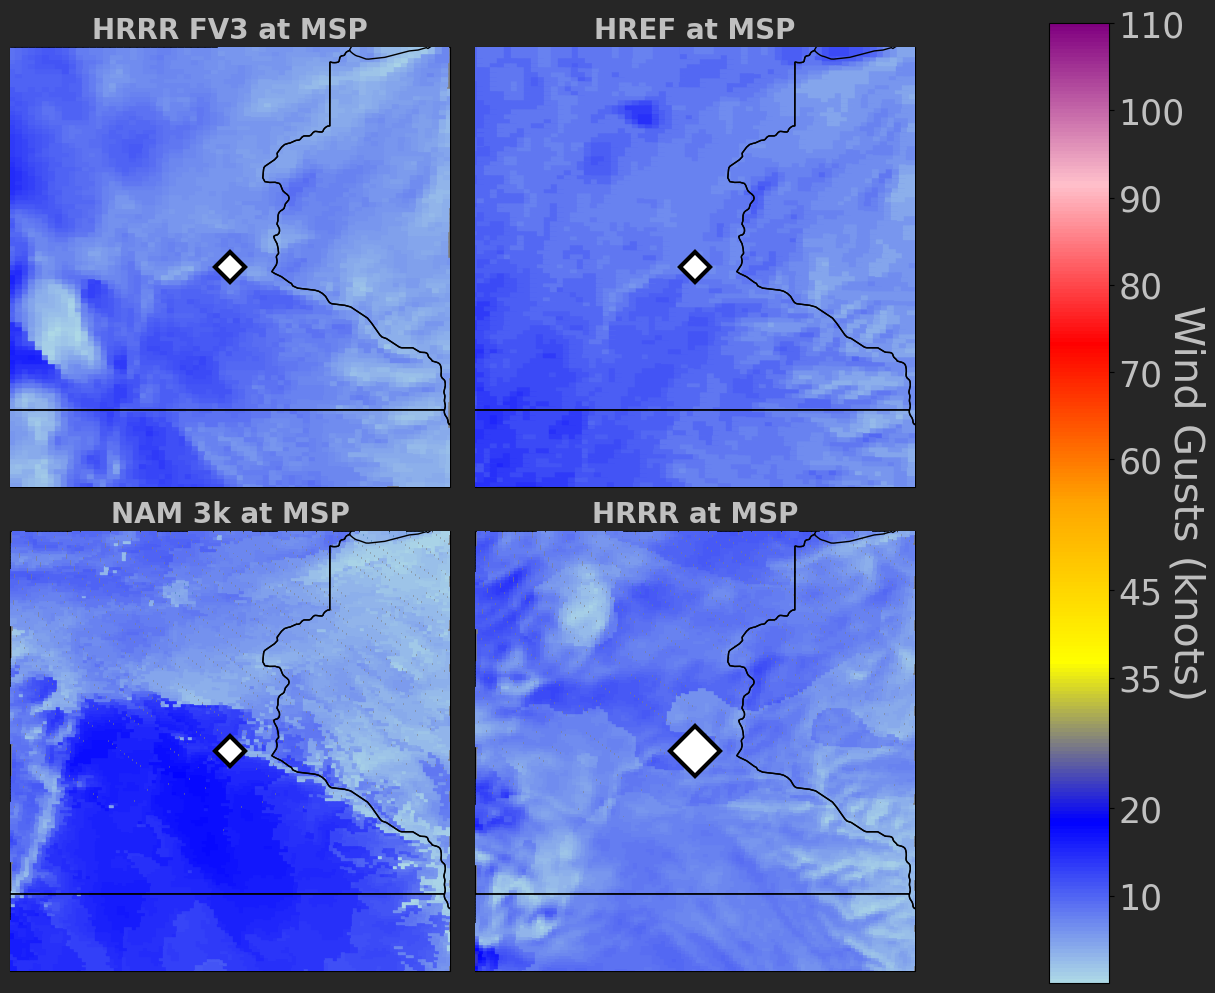 HRRR FV3 at MSP
HREF at MSP
NAM 3k at MSP
HRRR at MSP
110
100
90
80
70
60
45
35
20
10
Wind Gusts (knots)